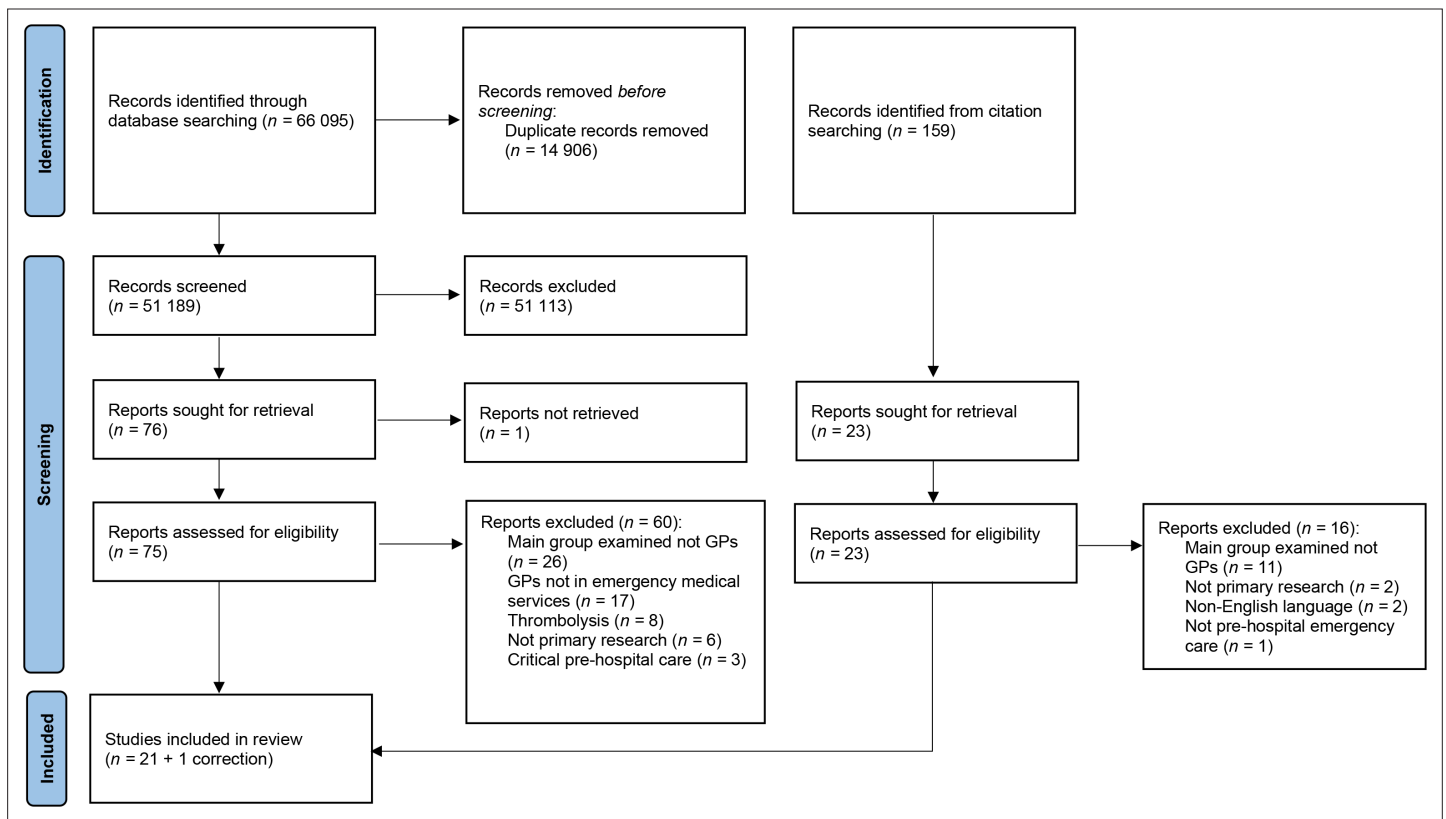 Identification
Records identified through
database searching (n = 66 095)
Records removed before
screening:
Duplicate records removed
(n = 14 906)
Records identified from citation
searching (n = 159)
Screening
Records screened
(n = 51 189)
Records excluded
(n = 51 113)
Reports sought for retrieval
(n = 76)
Reports not retrieved
(n = 1)
Reports sought for retrieval
(n = 23)
Reports assessed for eligibility
(n = 75)
Reports excluded (n = 60):
Main group examined not GPs
(n = 26)
GPs not in emergency medical
services (n = 17)
Thrombolysis (n = 8)
Not primary research (n = 6)
Critical pre-hospital care (n = 3)
Reports assessed for eligibility
(n = 23)
Reports excluded (n = 16):
Main group examined not
GPs (n = 11)
Not primary research (n = 2)
Non-English language (n = 2)
Not pre-hospital emergency
care (n = 1)
Included
Studies included in review
(n = 21 + 1 correction)